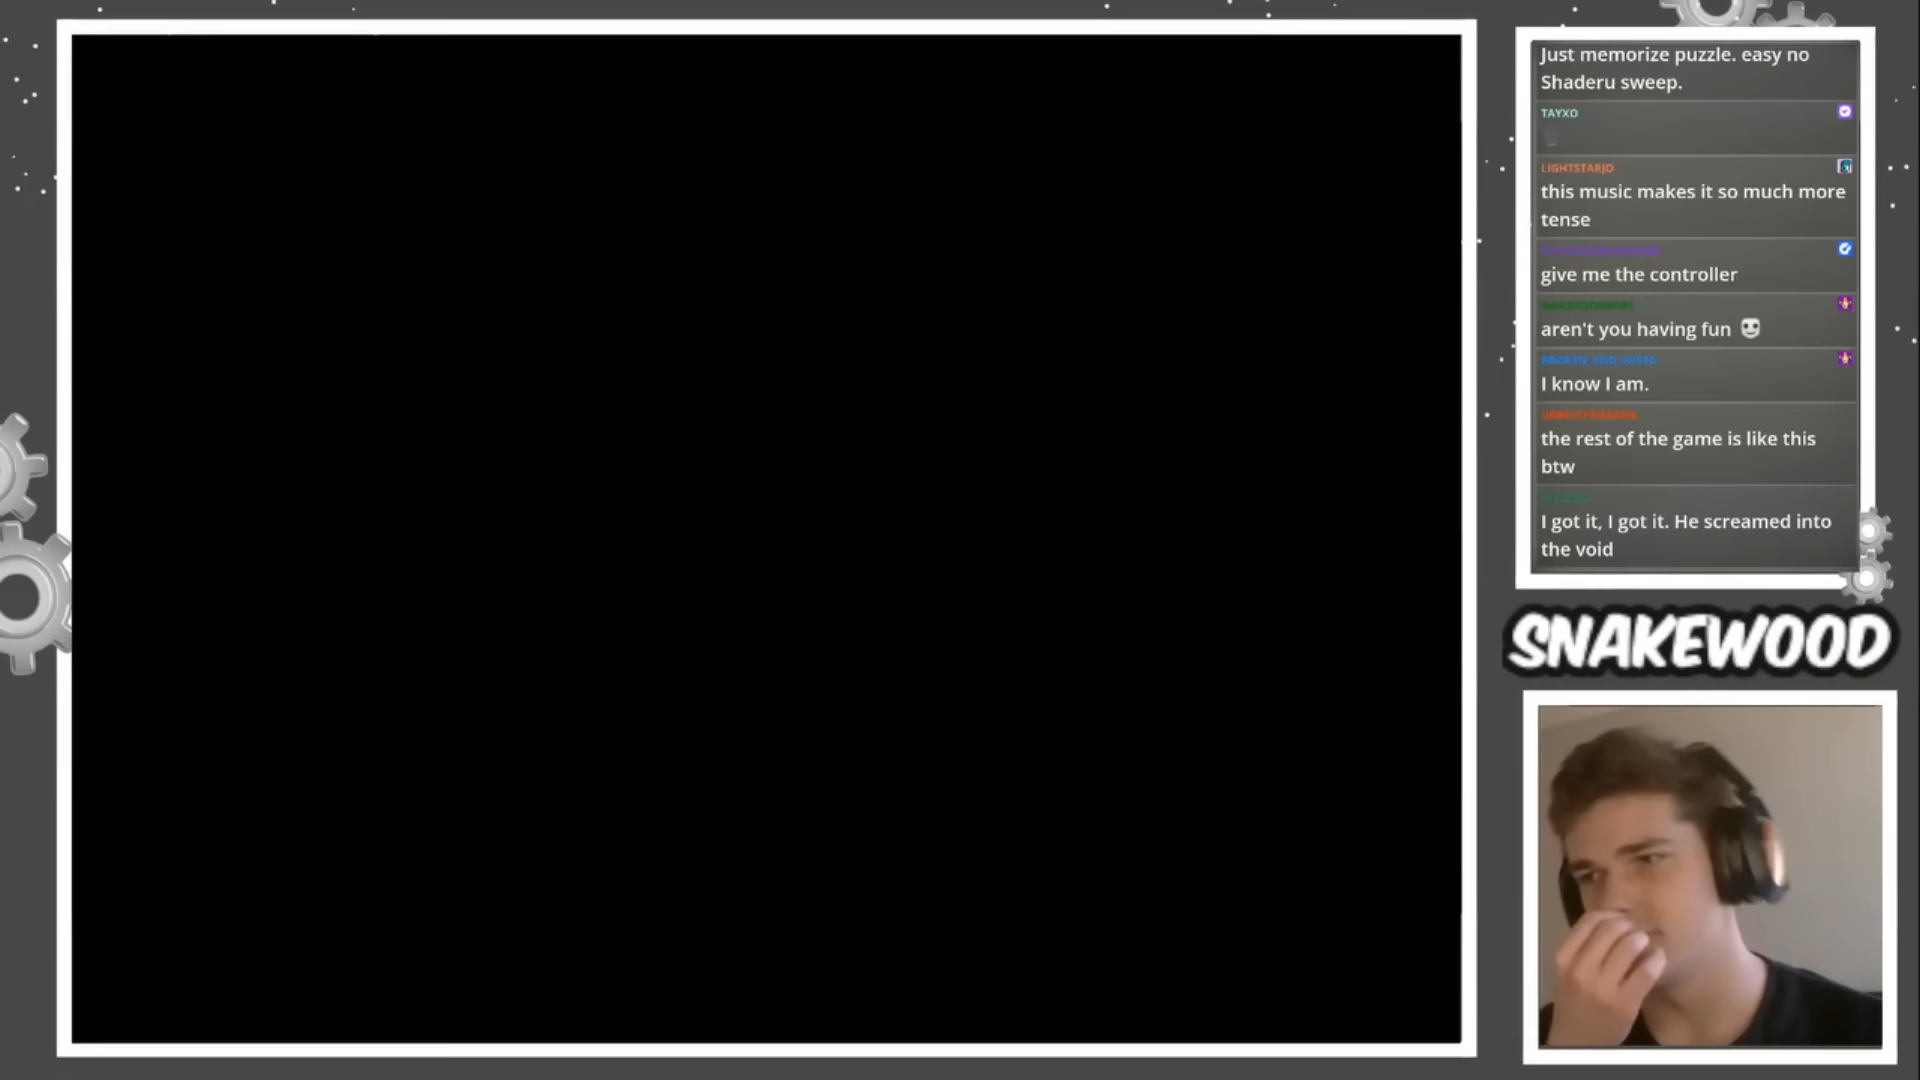 Just memorize puzzle. easy no
Shaderu sweep.
TAYXO
LIGHTSTARJO
this music makes it so much more
tense
give me the controller
aren't you having fun
BROKEN_AND_WIRED
I know I am.
the rest of the game is like this
btw
I got it, I got it. He screamed into
the void
SNAKEWOOD